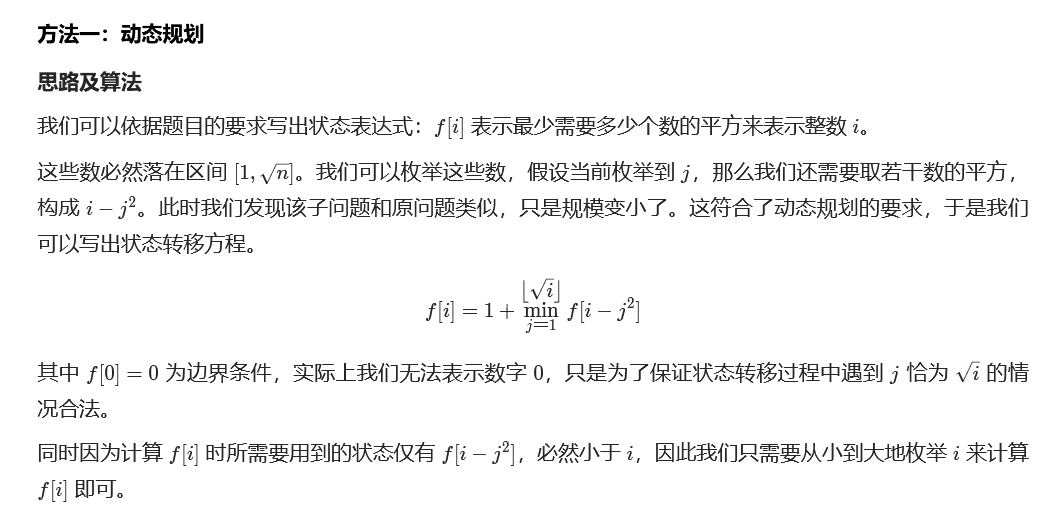 方法一：动态规划
思路及算法
我们可以依据题目的要求写出状态表达式：f[i] 表示最少需要多少个数的平方来表示整数 i。
这些数必然落在区间 [1, √n]。我们可以枚举这些数，假设当前枚举到 j，那么我们还需要取若干数的平方，
构成 i − j²。此时我们发现该子问题和原问题类似，只是规模变小了。这符合了动态规划的要求，于是我们
可以写出状态转移方程。
f[i] = 1 + min_{j=1}^{⌊√i⌋} f[i − j²]
其中 f[0] = 0 为边界条件，实际上我们无法表示数字 0，只是为了保证状态转移过程中遇到 j 恰为 √i 的情
况合法。
同时因为计算 f[i] 时所需要用到的状态仅有 f[i − j²]，必然小于 i，因此我们只需要从小到大地枚举 i 来计算
f[i] 即可。